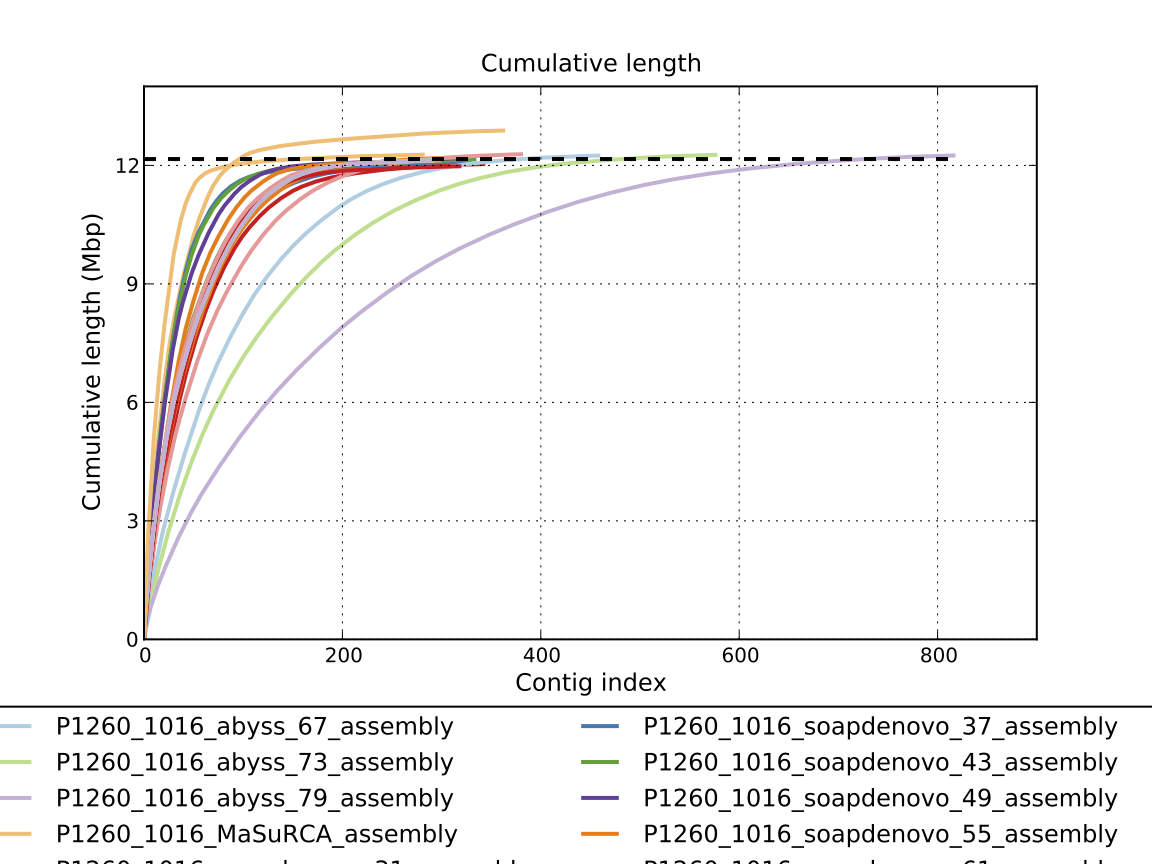 Cumulative length
Cumulative length (Mbp)
12
9
6
3
0
0 200 400 600 800
Contig index
P1260_1016_abyss_67_assembly
P1260_1016_abyss_73_assembly
P1260_1016_abyss_79_assembly
P1260_1016_MaSuRCA_assembly
P1260_1016_soapdenovo_37_assembly
P1260_1016_soapdenovo_43_assembly
P1260_1016_soapdenovo_49_assembly
P1260_1016_soapdenovo_55_assembly